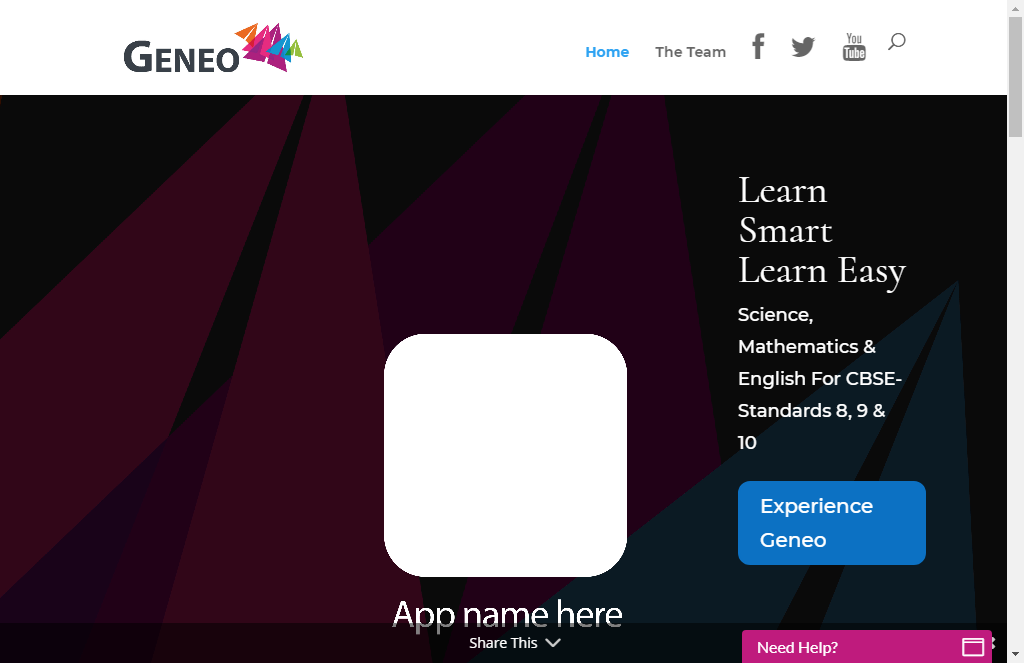 GENEO
Home
The Team
You
Tube
Learn
Smart
Learn Easy
Science,
Mathematics &
English For CBSE-
Standards 8, 9 &
10
Experience
Geneo
App name here
Share This
Need Help?